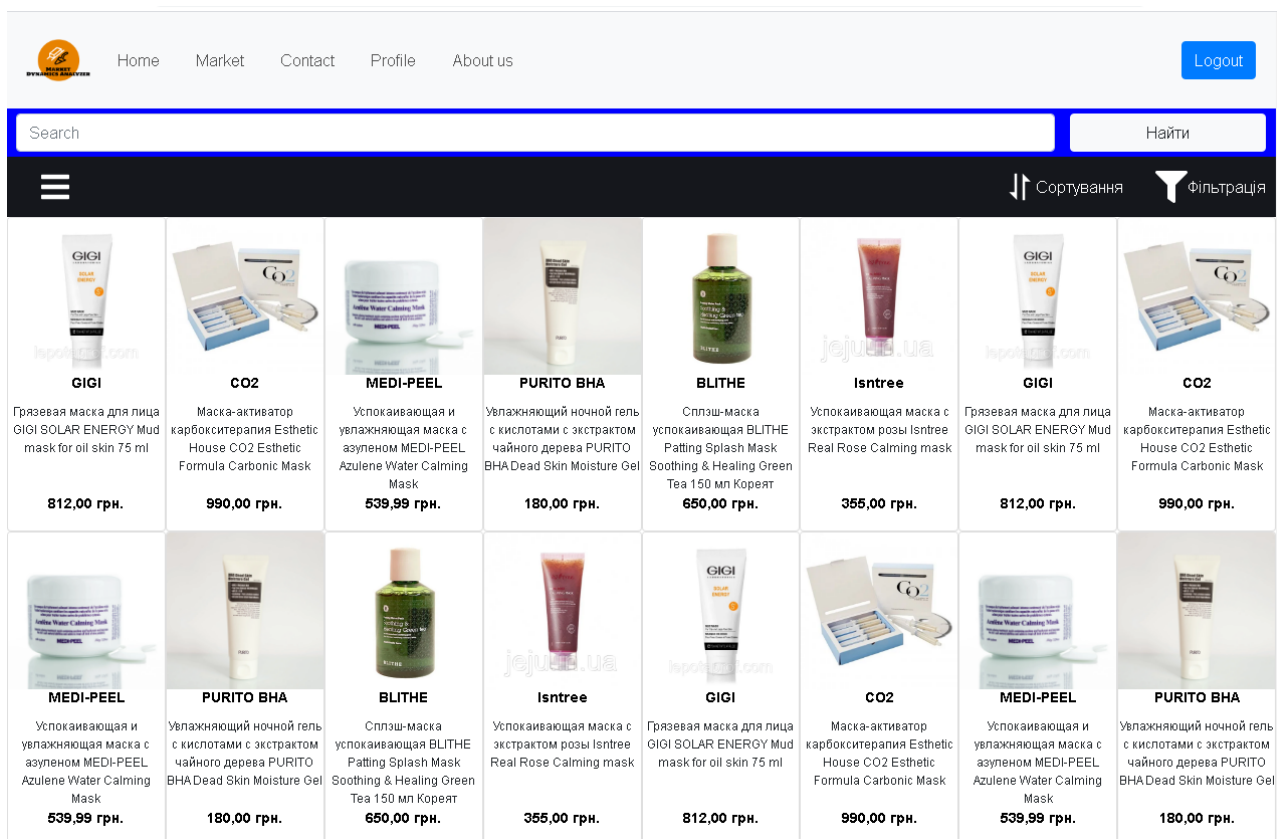 MARKET
DYNAMICS ANALYZER
Home
Market
Contact
Profile
About us
Logout
Search
Найти
Сортування
Фільтрація
GIGI
CO2
MEDI-PEEL
PURITO BHA
BLITHE
Isntree
GIGI
CO2
Грязевая маска для лица
GIGI SOLAR ENERGY Mud
mask for oil skin 75 ml
812,00 грн.
Маска-активатор
карбокситерапия Esthetic
House CO2 Esthetic
Formula Carbonic Mask
990,00 грн.
Успокаивающая и
увлажняющая маска с
азуленом MEDI-PEEL
Azulene Water Calming
Mask
539,99 грн.
Увлажняющий ночной гель
с кислотами с экстрактом
чайного дерева PURITO
BHA Dead Skin Moisture Gel
180,00 грн.
Сплэш-маска
успокаивающая BLITHE
Patting Splash Mask
Soothing & Healing Green
Tea 150 мл Кореят
650,00 грн.
Успокаивающая маска с
экстрактом розы Isntree
Real Rose Calming mask
355,00 грн.
Грязевая маска для лица
GIGI SOLAR ENERGY Mud
mask for oil skin 75 ml
812,00 грн.
Маска-активатор
карбокситерапия Esthetic
House CO2 Esthetic
Formula Carbonic Mask
990,00 грн.
MEDI-PEEL
PURITO BHA
BLITHE
Isntree
GIGI
CO2
MEDI-PEEL
PURITO BHA
Успокаивающая и
увлажняющая маска с
азуленом MEDI-PEEL
Azulene Water Calming
Mask
539,99 грн.
Увлажняющий ночной гель
с кислотами с экстрактом
чайного дерева PURITO
BHA Dead Skin Moisture Gel
180,00 грн.
Сплэш-маска
успокаивающая BLITHE
Patting Splash Mask
Soothing & Healing Green
Tea 150 мл Кореят
650,00 грн.
Успокаивающая маска с
экстрактом розы Isntree
Real Rose Calming mask
355,00 грн.
Грязевая маска для лица
GIGI SOLAR ENERGY Mud
mask for oil skin 75 ml
812,00 грн.
Маска-активатор
карбокситерапия Esthetic
House CO2 Esthetic
Formula Carbonic Mask
990,00 грн.
Успокаивающая и
увлажняющая маска с
азуленом MEDI-PEEL
Azulene Water Calming
Mask
539,99 грн.
Увлажняющий ночной гель
с кислотами с экстрактом
чайного дерева PURITO
BHA Dead Skin Moisture Gel
180,00 грн.